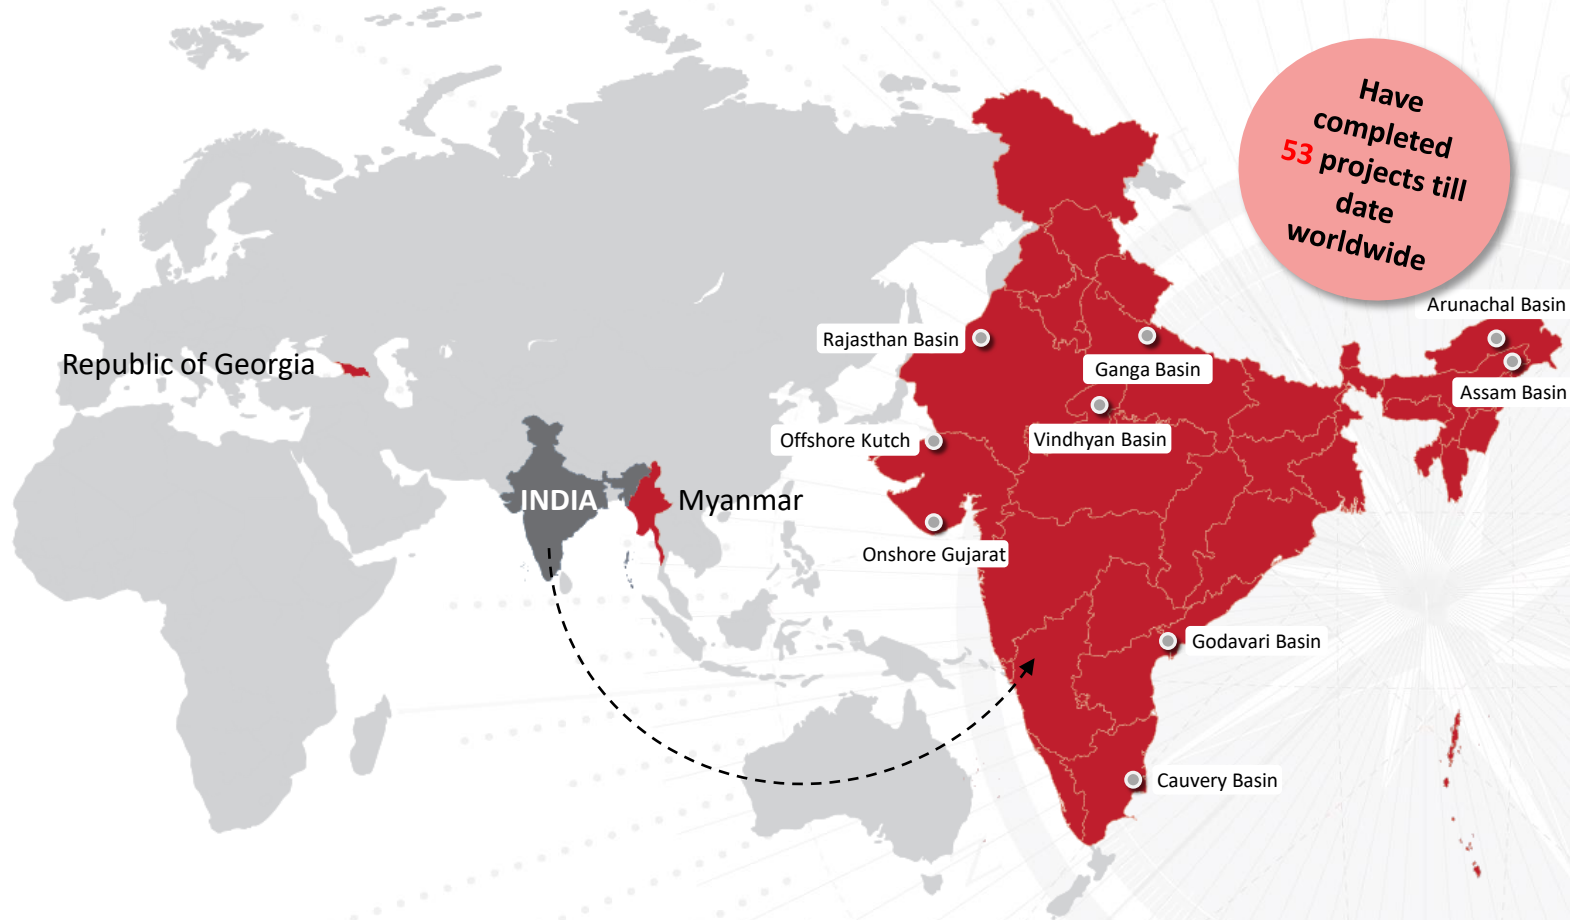 Have
completed
53 projects till
date
worldwide
Arunachal Basin
Rajasthan Basin
Ganga Basin
Republic of Georgia
Assam Basin
Offshore Kutch
Vindhyan Basin
INDIA
Myanmar
Onshore Gujarat
Godavari Basin
Cauvery Basin